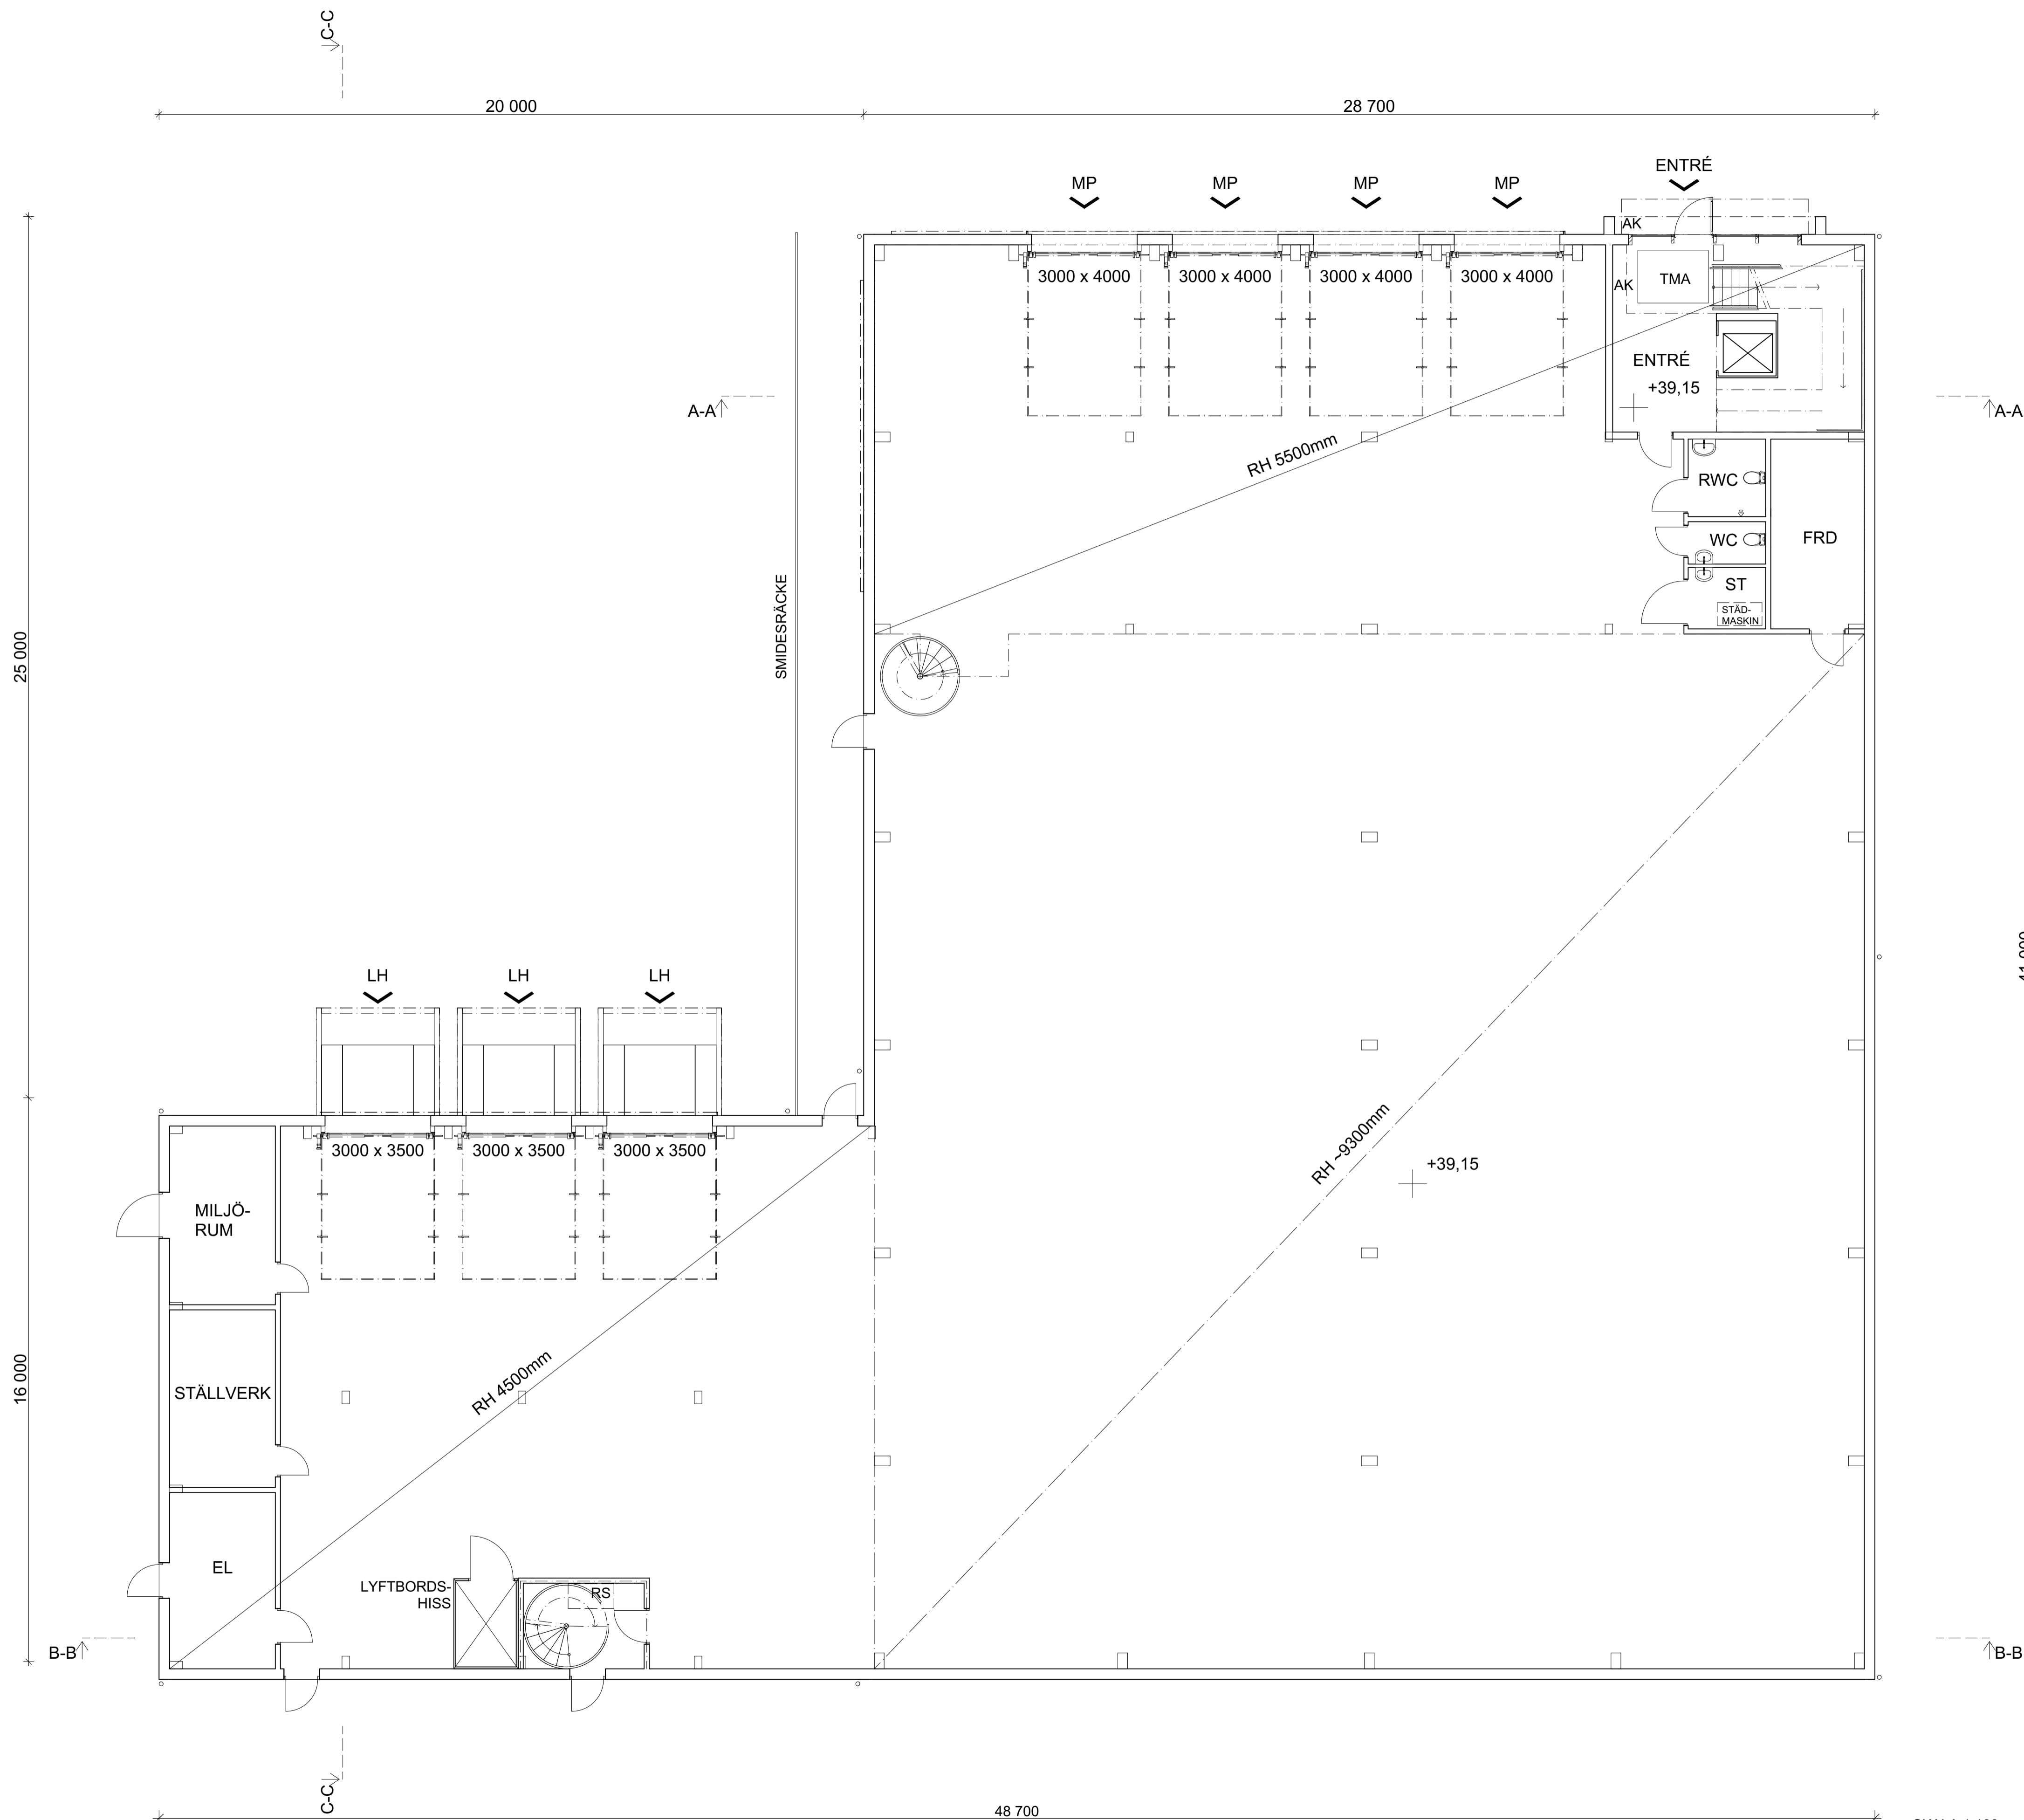 C-C
20 000
28 700
ENTRÉ
MP
MP
MP
MP
AK
3000 x 4000
3000 x 4000
3000 x 4000
3000 x 4000
AK
TMA
ENTRÉ
+39,15
A-A
A-A
RH 5500mm
RWC
WC
FRD
ST
STÄD-
MASKIN
SMIDESRÄCKE
25 000
LH
LH
LH
3000 x 3500
3000 x 3500
3000 x 3500
RH ~9300mm
+39,15
MILJÖ-
RUM
16 000
STÄLLVERK
RH 4500mm
EL
LYFTBORDS-
HISS
RS
B-B
B-B
C-C
48 700